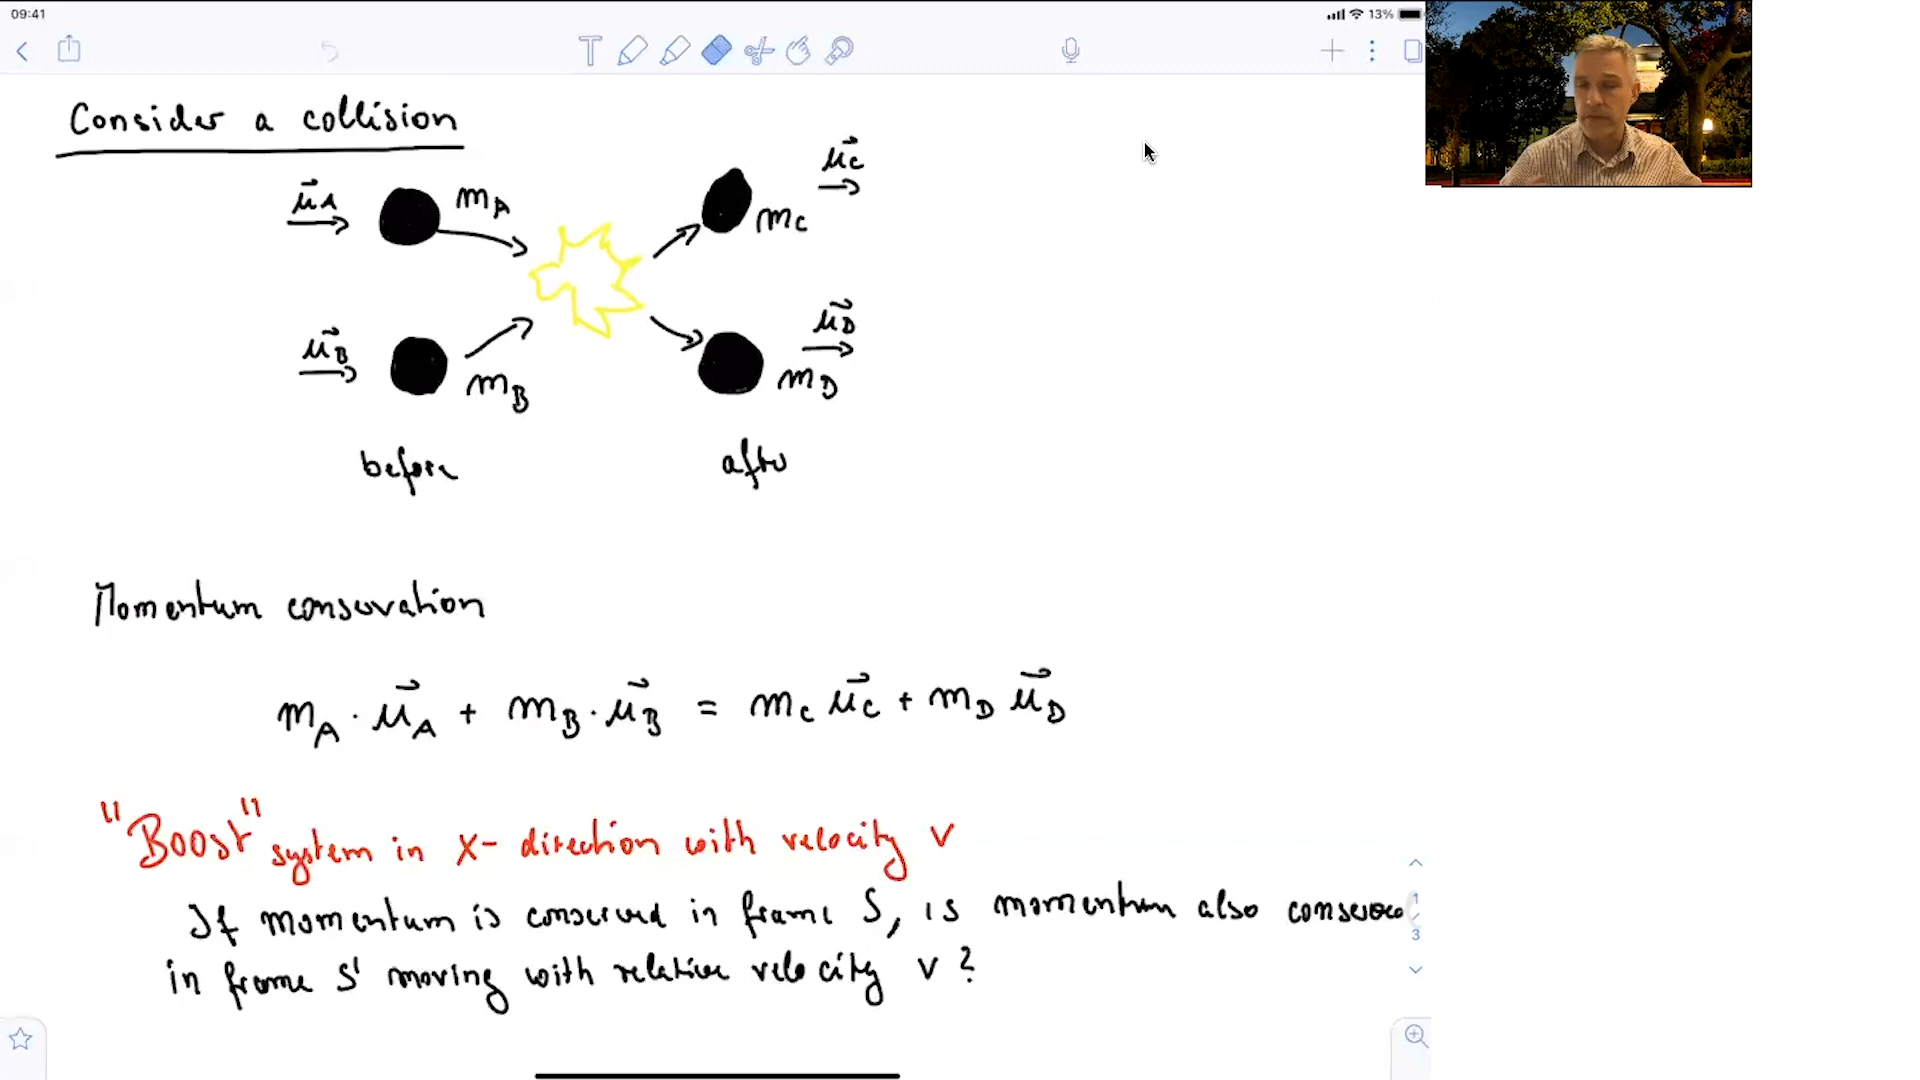 09:41
13%
Consider a collision
u⃗A mA
u⃗C
mC
u⃗B
mB
u⃗D
mD
before after
Momentum conservation
mA · u⃗A + mB · u⃗B = mC u⃗C + mD u⃗D
"Boost" system in x-direction with velocity v
If momentum is conserved in frame S, is momentum also conserved
in frame S' moving with relative velocity v?
1
/
3